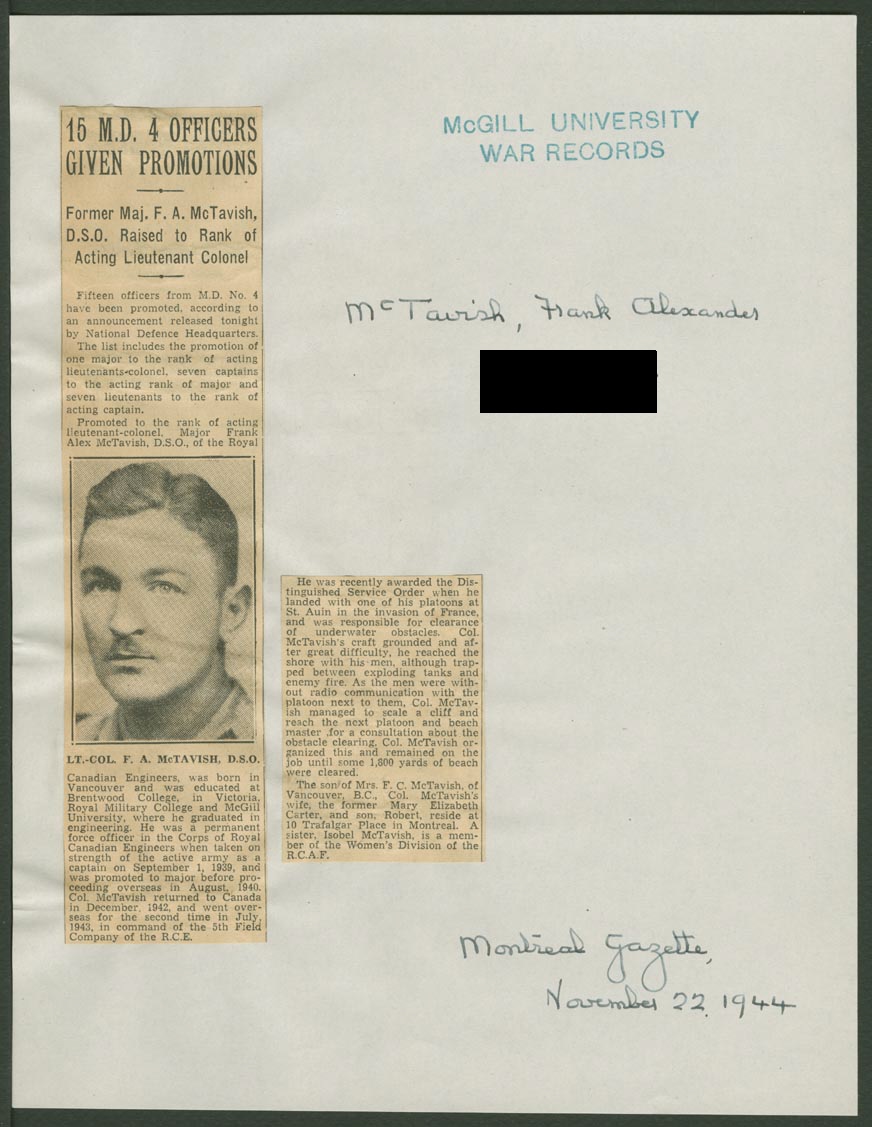 McGILL UNIVERSITY
WAR RECORDS
McTavish, Frank Alexander
15 M.D. 4 OFFICERS
GIVEN PROMOTIONS
Former Maj. F. A. McTavish,
D.S.O. Raised to Rank of
Acting Lieutenant Colonel
Fifteen officers from M.D. No. 4
have been promoted, according to
an announcement released tonight
by National Defence Headquarters.
The list includes the promotion of
one major to the rank of acting
lieutenants-colonel, seven captains
to the acting rank of major and
seven lieutenants to the rank of
acting captain.
Promoted to the rank of acting
lieutenant-colonel, Major Frank
Alex McTavish, D.S.O., of the Royal
LT.-COL. F. A. McTAVISH, D.S.O.
Canadian Engineers, was born in
Vancouver and was educated at
Brentwood College, in Victoria,
Royal Military College and McGill
University, where he graduated in
engineering. He was a permanent
force officer in the Corps of Royal
Canadian Engineers when taken on
strength of the active army as a
captain on September 1, 1939, and
was promoted to major before pro-
ceeding overseas in August, 1940.
Col. McTavish returned to Canada
in December, 1942, and went over-
seas for the second time in July,
1943, in command of the 5th Field
Company of the R.C.E.
He was recently awarded the Dis-
tinguished Service Order when he
landed with one of his platoons at
St. Auin in the invasion of France,
and was responsible for clearance
of underwater obstacles. Col.
McTavish's craft grounded and af-
ter great difficulty, he reached the
shore with his men, although trap-
ped between exploding tanks and
enemy fire. As the men were with-
out radio communication with the
platoon next to them, Col. McTav-
ish managed to scale a cliff and
reach the next platoon and beach
master for a consultation about the
obstacle clearing. Col. McTavish or-
ganized this and remained on the
job until some 1,800 yards of beach
were cleared.
The son of Mrs. F. C. McTavish, of
Vancouver, B.C., Col. McTavish's
wife, the former Mary Elizabeth
Carter, and son, Robert, reside at
10 Trafalgar Place in Montreal. A
sister, Isobel McTavish, is a mem-
ber of the Women's Division of the
R.C.A.F.
Montreal Gazette,
November 22, 1944